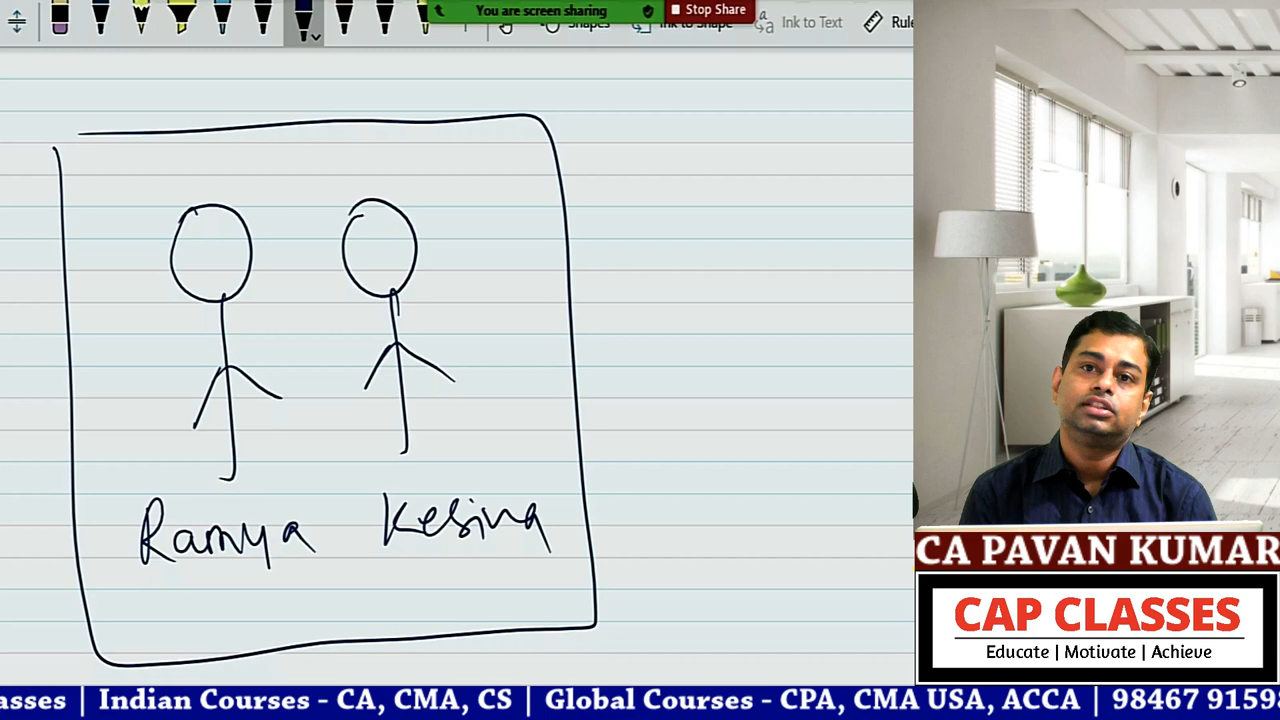 You are screen sharing
Stop Share
Shapes
Ink to Shape
Ink to Text
Rule
Ramya Kesina
CA PAVAN KUMAR
CAP CLASSES
Educate | Motivate | Achieve
asses | Indian Courses - CA, CMA, CS | Global Courses - CPA, CMA USA, ACCA | 98467 9159